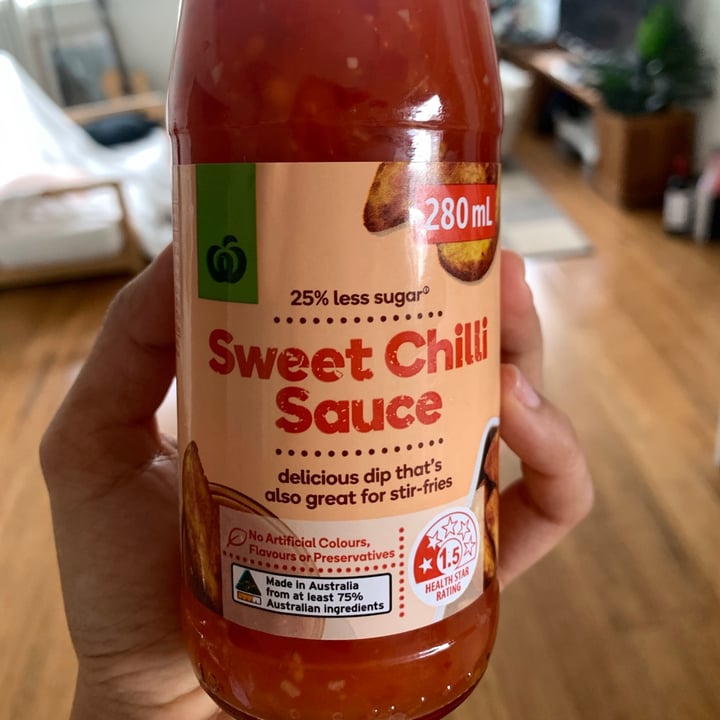 280 mL
25% less sugar^Φ
Sweet Chilli
Sauce
delicious dip that's
also great for stir-fries
No Artificial Colours,
Flavours or Preservatives
Made in Australia
from at least 75%
Australian ingredients
1.5
HEALTH STAR
RATING